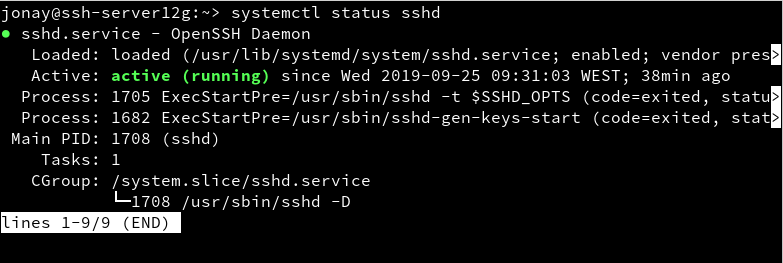 jonay@ssh-server12g:~> systemctl status sshd
● sshd.service - OpenSSH Daemon
   Loaded: loaded (/usr/lib/systemd/system/sshd.service; enabled; vendor pres>
   Active: active (running) since Wed 2019-09-25 09:31:03 WEST; 38min ago
  Process: 1705 ExecStartPre=/usr/sbin/sshd -t $SSHD_OPTS (code=exited, statu>
  Process: 1682 ExecStartPre=/usr/sbin/sshd-gen-keys-start (code=exited, stat>
 Main PID: 1708 (sshd)
    Tasks: 1
   CGroup: /system.slice/sshd.service
           └─1708 /usr/sbin/sshd -D
lines 1-9/9 (END)